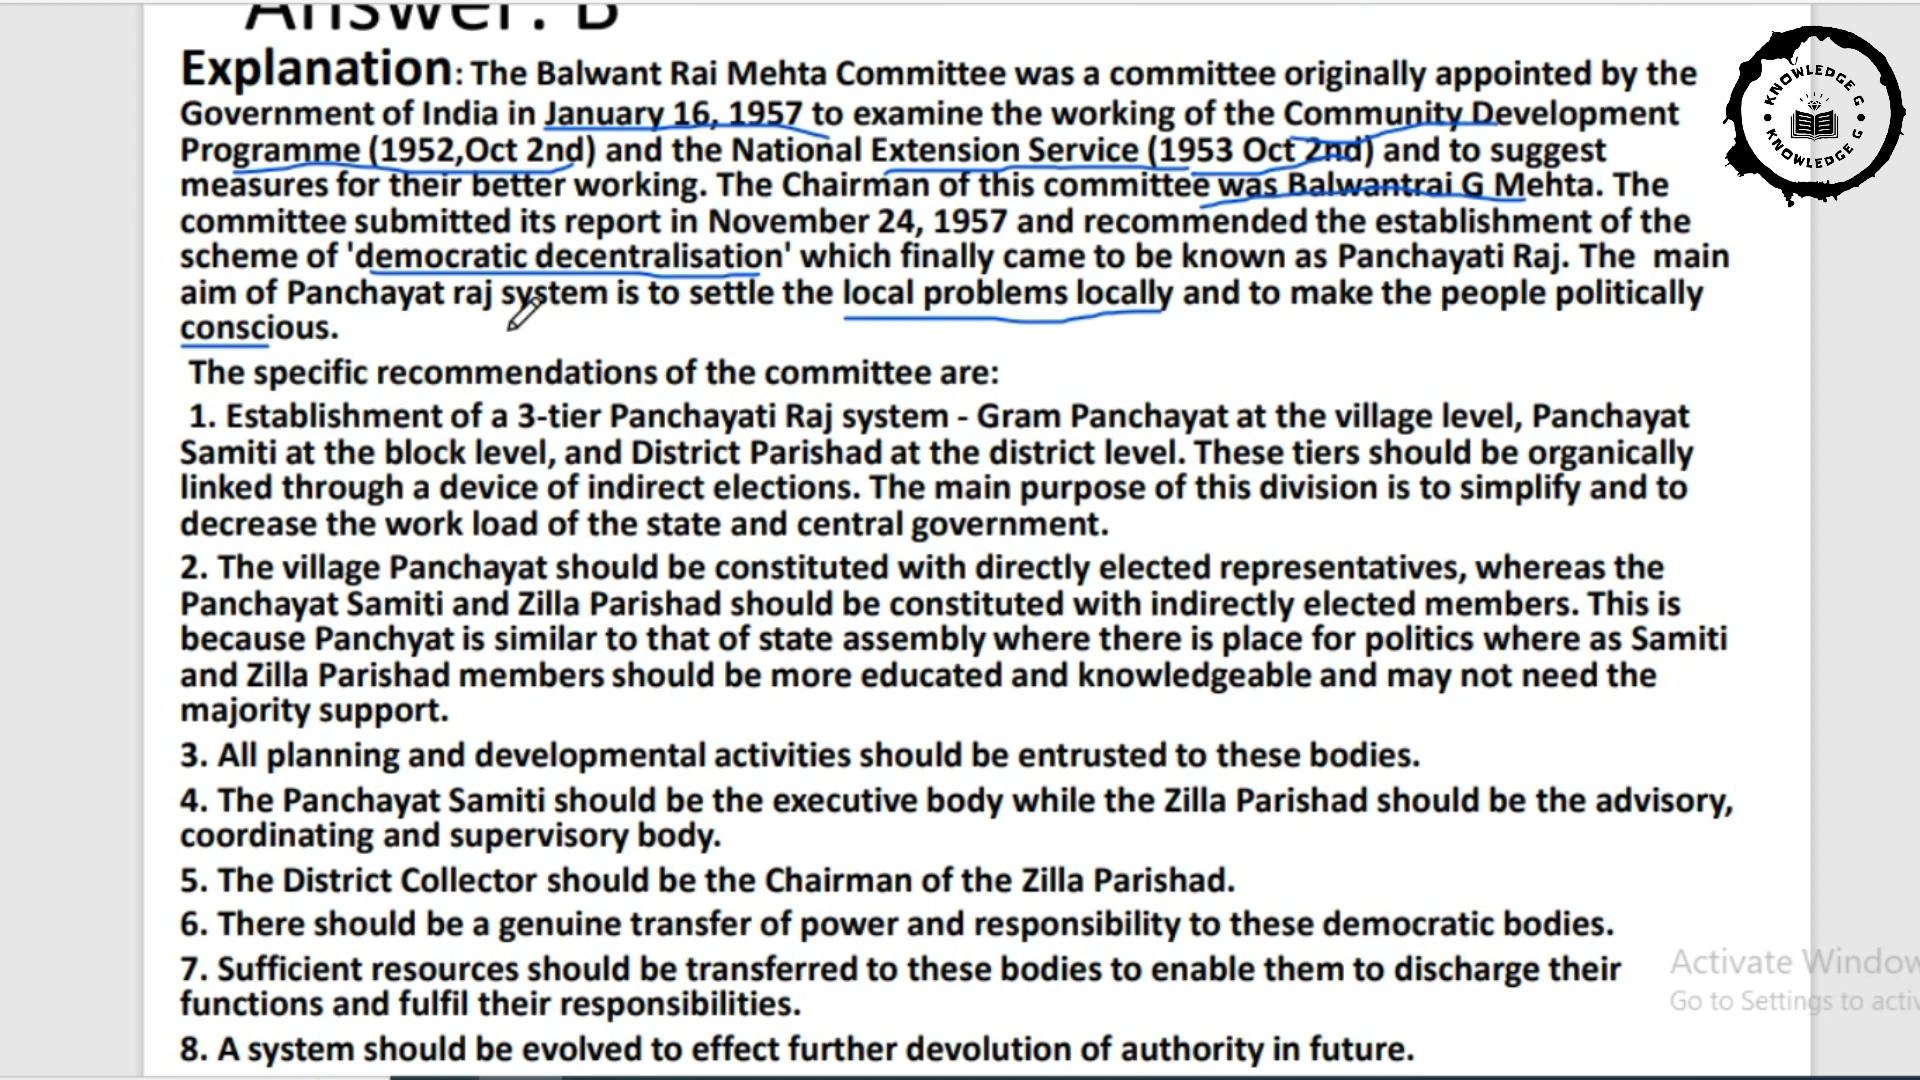 Answer: B
Explanation: The Balwant Rai Mehta Committee was a committee originally appointed by the
Government of India in January 16, 1957 to examine the working of the Community Development
Programme (1952,Oct 2nd) and the National Extension Service (1953 Oct 2nd) and to suggest
measures for their better working. The Chairman of this committee was Balwantrai G Mehta. The
committee submitted its report in November 24, 1957 and recommended the establishment of the
scheme of 'democratic decentralisation' which finally came to be known as Panchayati Raj. The main
aim of Panchayat raj system is to settle the local problems locally and to make the people politically
conscious.
The specific recommendations of the committee are:
1. Establishment of a 3-tier Panchayati Raj system - Gram Panchayat at the village level, Panchayat
Samiti at the block level, and District Parishad at the district level. These tiers should be organically
linked through a device of indirect elections. The main purpose of this division is to simplify and to
decrease the work load of the state and central government.
2. The village Panchayat should be constituted with directly elected representatives, whereas the
Panchayat Samiti and Zilla Parishad should be constituted with indirectly elected members. This is
because Panchyat is similar to that of state assembly where there is place for politics where as Samiti
and Zilla Parishad members should be more educated and knowledgeable and may not need the
majority support.
3. All planning and developmental activities should be entrusted to these bodies.
4. The Panchayat Samiti should be the executive body while the Zilla Parishad should be the advisory,
coordinating and supervisory body.
5. The District Collector should be the Chairman of the Zilla Parishad.
6. There should be a genuine transfer of power and responsibility to these democratic bodies.
7. Sufficient resources should be transferred to these bodies to enable them to discharge their
functions and fulfil their responsibilities.
8. A system should be evolved to effect further devolution of authority in future.
KNOWLEDGE G
KNOWLEDGE G
Activate Window
Go to Settings to activ